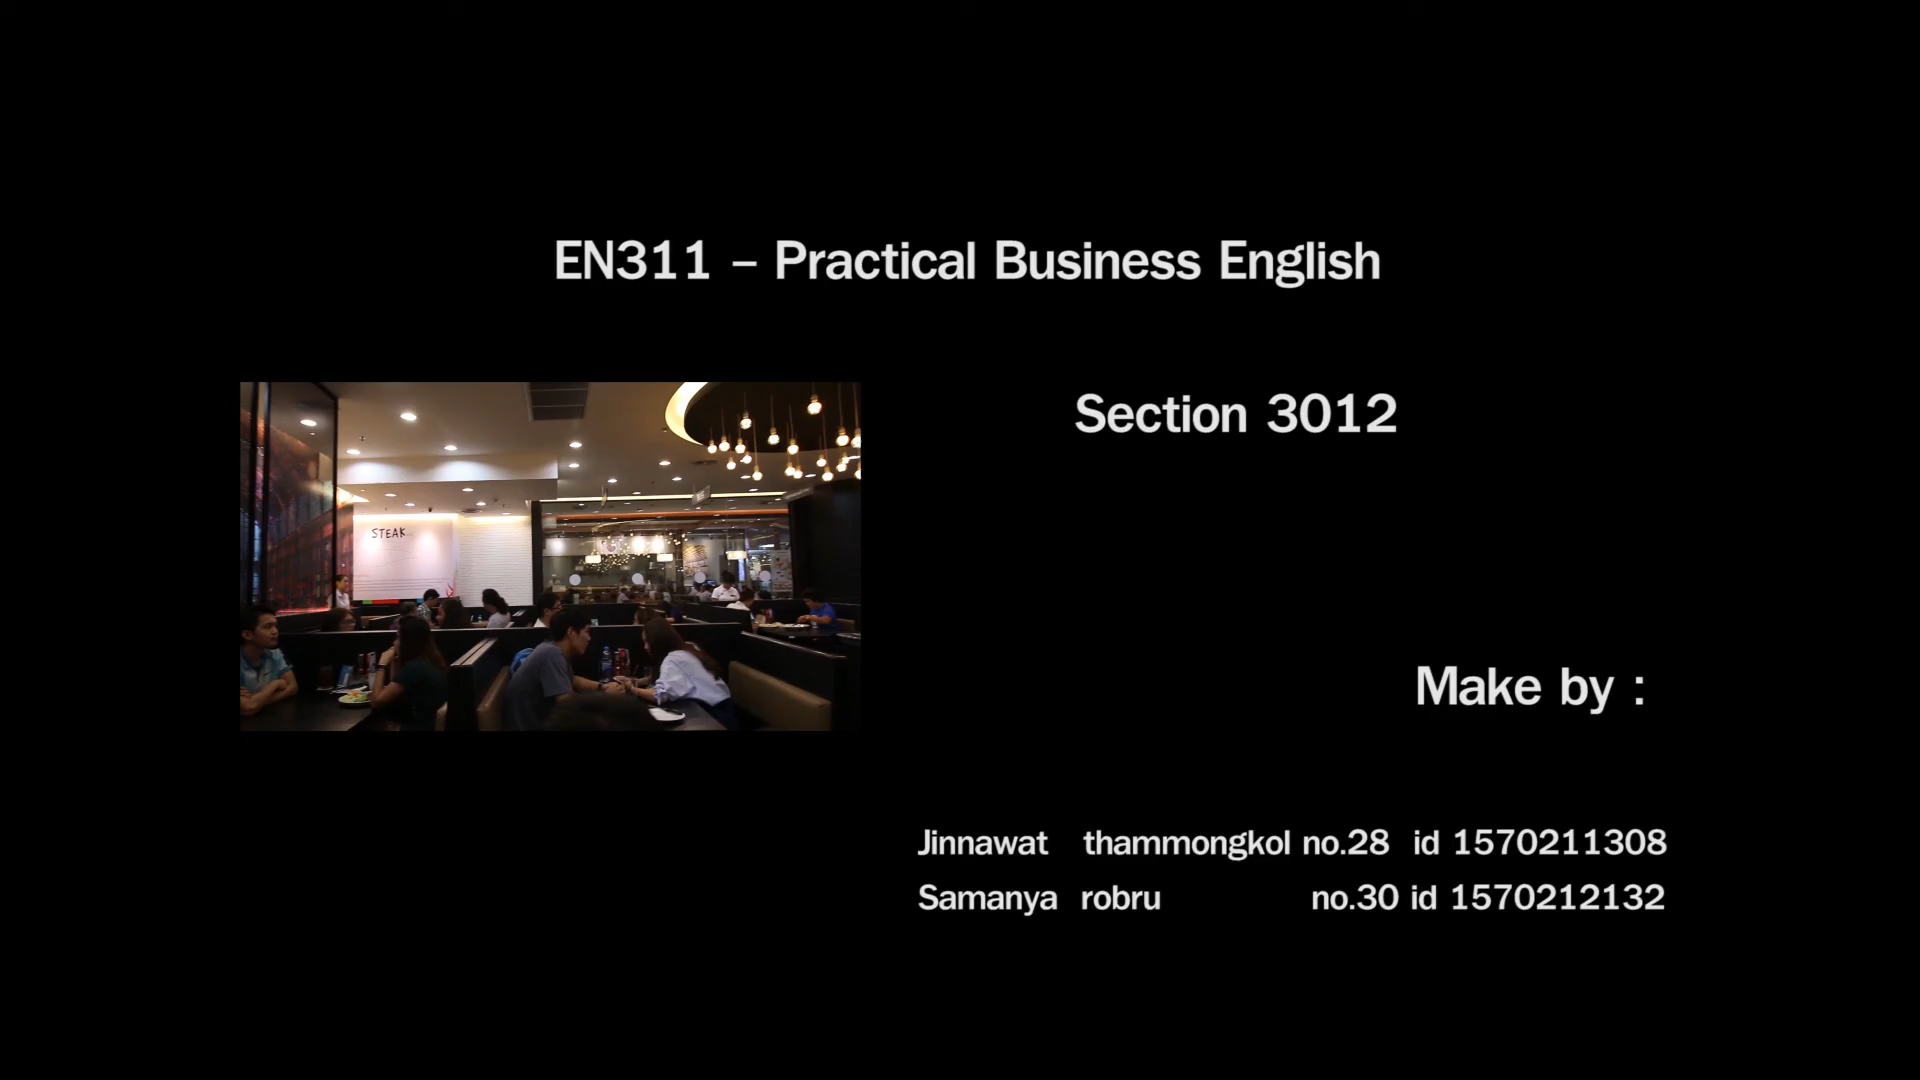 EN311 – Practical Business English
Section 3012
STEAK
Make by :
Jinnawat thammongkol no.28 id 1570211308
Samanya robru no.30 id 1570212132